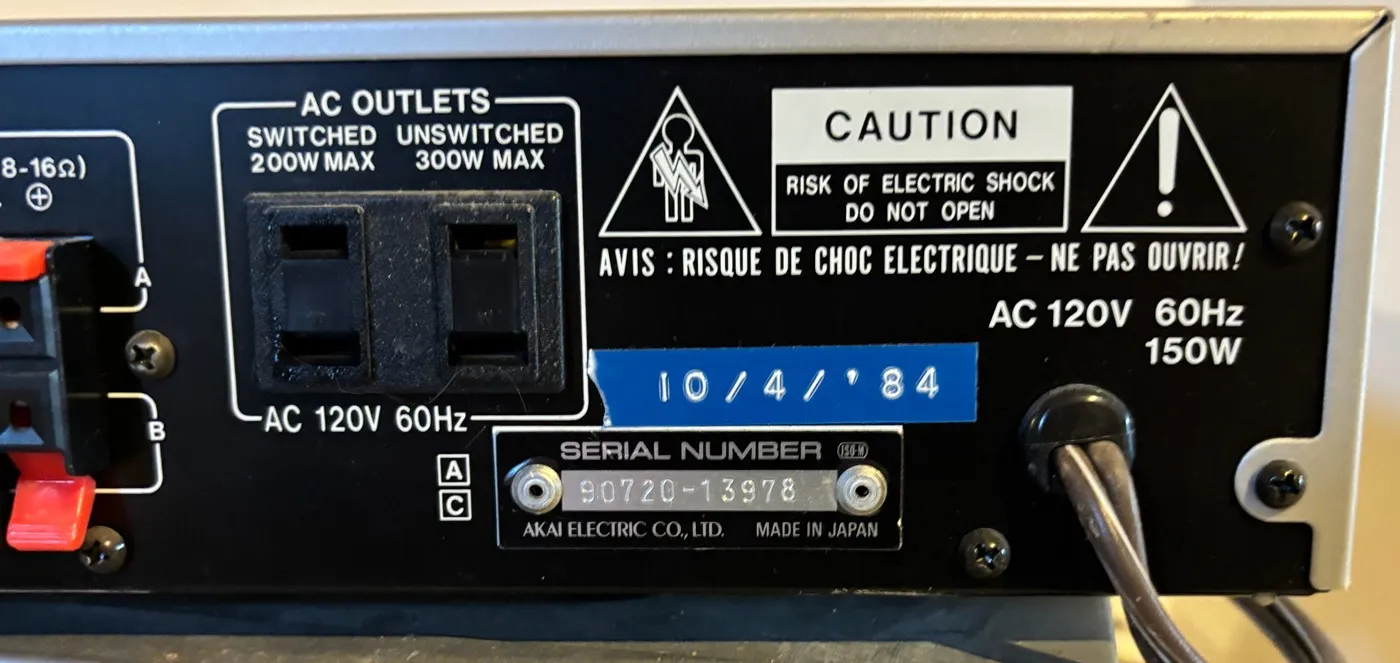 8-16Ω)
A
B
AC OUTLETS
SWITCHED UNSWITCHED
200W MAX 300W MAX
AC 120V 60Hz
CAUTION
RISK OF ELECTRIC SHOCK
DO NOT OPEN
AVIS : RISQUE DE CHOC ELECTRIQUE – NE PAS OUVRIR!
AC 120V 60Hz
150W
10/4/'84
A
C
SERIAL NUMBER ISO-M
90720-13978
AKAI ELECTRIC CO., LTD. MADE IN JAPAN